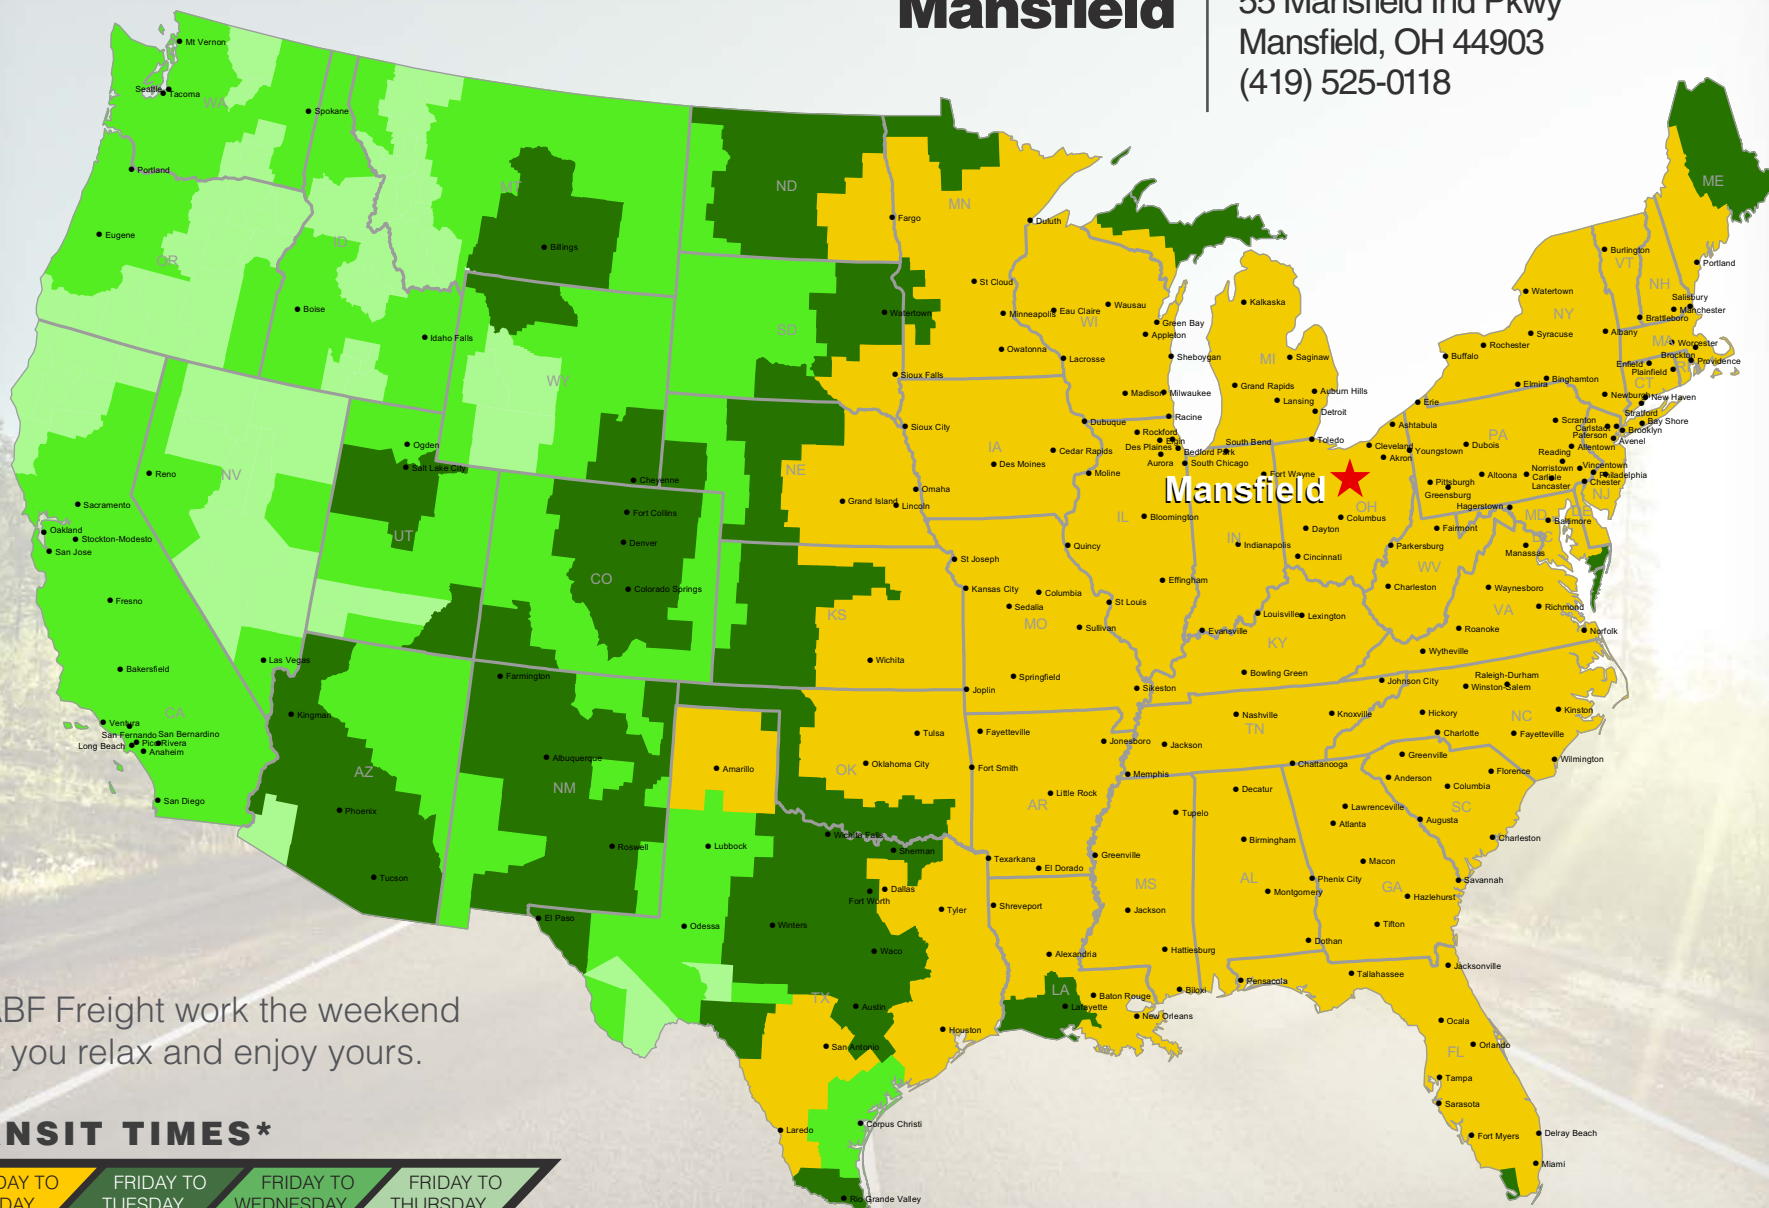 Mansfield
55 Mansfield Ind Pkwy
Mansfield, OH 44903
(419) 525-0118
Mt Vernon
Seattle
Tacoma
WA
Spokane
Portland
Eugene
OR
MT
ID
Billings
Boise
Idaho Falls
WY
ND
Fargo
MN
Duluth
ME
SD
Watertown
St Cloud
Minneapolis
Eau Claire
Wausau
WI
Green Bay
Appleton
Owatonna
Lacrosse
Sheboygan
Sioux Falls
Madison
Milwaukee
Racine
Kalkaska
MI
Saginaw
Grand Rapids
Lansing
Auburn Hills
Detroit
Burlington
VT
NH
Portland
Watertown
NY
Salisbury
Manchester
Brattleboro
Syracuse
Rochester
Buffalo
Albany
MA
Worcester
Brockton
Providence
Enfield
Plainfield
RI
CT
Binghamton
Elmira
Newburgh
New Haven
Stratford
Bay Shore
Erie
Scranton
Carlstadt
Brooklyn
Paterson
Avenel
Allentown
PA
Dubois
Reading
Norristown
Vincentown
Philadelphia
Carlisle
Lancaster
Chester
Altoona
NJ
Pittsburgh
Greensburg
Hagerstown
MD
DE
Baltimore
DC
Manassas
Ashtabula
Cleveland
Akron
Youngstown
Toledo
Mansfield
OH
Columbus
Dayton
Cincinnati
Fairmont
Parkersburg
WV
Charleston
Waynesboro
VA
Richmond
Roanoke
Norfolk
Wytheville
Ogden
Salt Lake City
UT
NV
Reno
Sacramento
Oakland
Stockton-Modesto
San Jose
Fresno
Bakersfield
Las Vegas
CA
Ventura
San Fernando
San Bernardino
Pico Rivera
Long Beach
Anaheim
San Diego
Cheyenne
Fort Collins
Denver
CO
Colorado Springs
NE
Sioux City
Omaha
Grand Island
Lincoln
IA
Dubuque
Cedar Rapids
Des Moines
Moline
Rockford
Elgin
Des Plaines
Bedford Park
Aurora
South Chicago
South Bend
Fort Wayne
IL
Bloomington
IN
Indianapolis
Quincy
Effingham
St Joseph
Kansas City
Columbia
Sedalia
St Louis
MO
Sullivan
KS
Wichita
Springfield
Joplin
Sikeston
Evansville
Louisville
Lexington
KY
Bowling Green
Johnson City
Raleigh-Durham
Winston-Salem
Kinston
NC
Hickory
Charlotte
Fayetteville
Wilmington
Nashville
TN
Knoxville
Jackson
Memphis
Chattanooga
Greenville
Florence
Anderson
Columbia
SC
Farmington
Kingman
AZ
Albuquerque
NM
Phoenix
Roswell
Tucson
Amarillo
OK
Tulsa
Oklahoma City
Fayetteville
Fort Smith
Jonesboro
Little Rock
AR
Wichita Falls
Sherman
Lubbock
Texarkana
El Dorado
Greenville
Tupelo
Decatur
Birmingham
AL
Montgomery
Lawrenceville
Atlanta
Augusta
Charleston
Macon
Phenix City
GA
Savannah
Hazlehurst
Tifton
Dothan
MS
Jackson
Hattiesburg
Biloxi
Dallas
Fort Worth
Tyler
Shreveport
El Paso
Odessa
Winters
Waco
Alexandria
TX
Austin
LA
Lafayette
Baton Rouge
New Orleans
Houston
San Antonio
Laredo
Corpus Christi
Rio Grande Valley
Pensacola
Tallahassee
Jacksonville
Ocala
Orlando
FL
Tampa
Sarasota
Fort Myers
Delray Beach
Miami
ABF Freight work the weekend
you relax and enjoy yours.
NSIT TIMES*
DAY TO
DAY
FRIDAY TO
TUESDAY
FRIDAY TO
WEDNESDAY
FRIDAY TO
THURSDAY